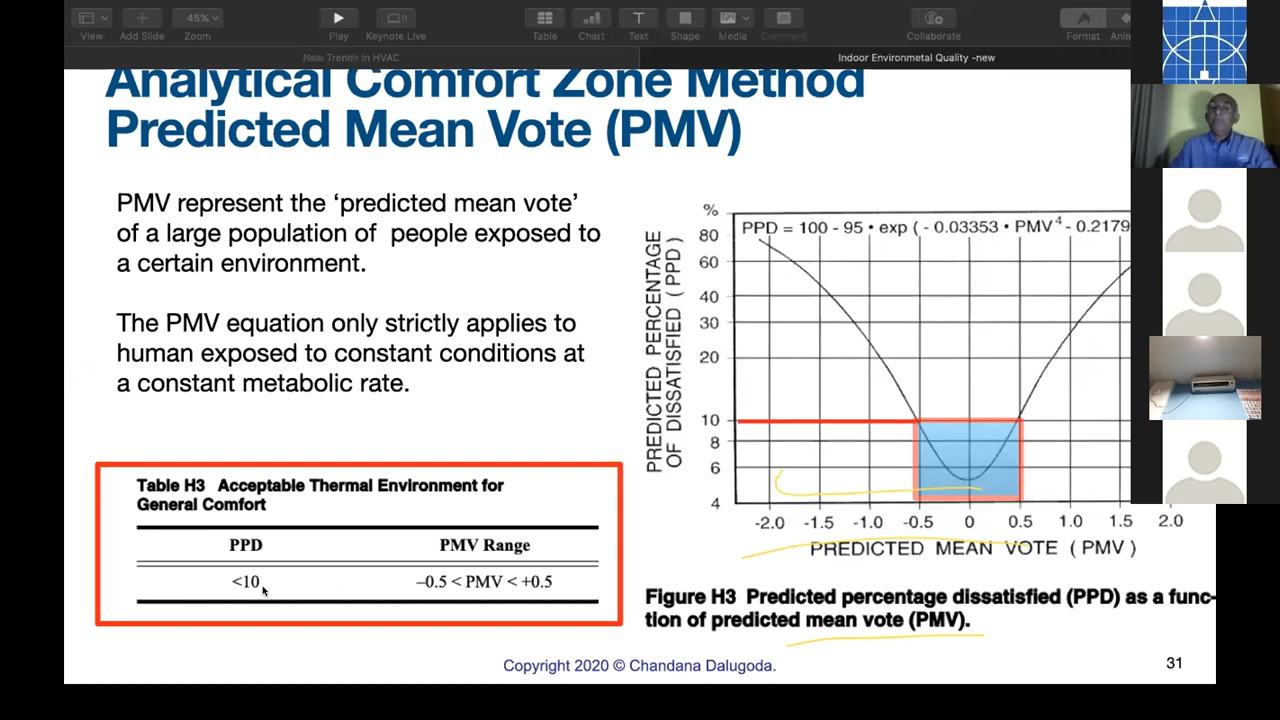 View
Add Slide
45%
Zoom
Play
Keynote Live
Table
Chart
Text
Shape
Media
Comment
Collaborate
Format
Ani
New Trends in HVAC
Indoor Environmetal Quality -new
Analytical Comfort Zone Method
Predicted Mean Vote (PMV)
PMV represent the ‘predicted mean vote’
of a large population of people exposed to
a certain environment.
The PMV equation only strictly applies to
human exposed to constant conditions at
a constant metabolic rate.
Table H3 Acceptable Thermal Environment for
General Comfort
PPD PMV Range
<10 –0.5 < PMV < +0.5
PREDICTED PERCENTAGE
OF DISSATISFIED (PPD)
%
80
60
40
30
20
10
8
6
4
PPD = 100 - 95 • exp ( - 0.03353 • PMV⁴ - 0.2179
-2.0 -1.5 -1.0 -0.5 0 0.5 1.0 1.5 2.0
PREDICTED MEAN VOTE ( PMV )
Figure H3 Predicted percentage dissatisfied (PPD) as a func-
tion of predicted mean vote (PMV).
Copyright 2020 © Chandana Dalugoda.
31